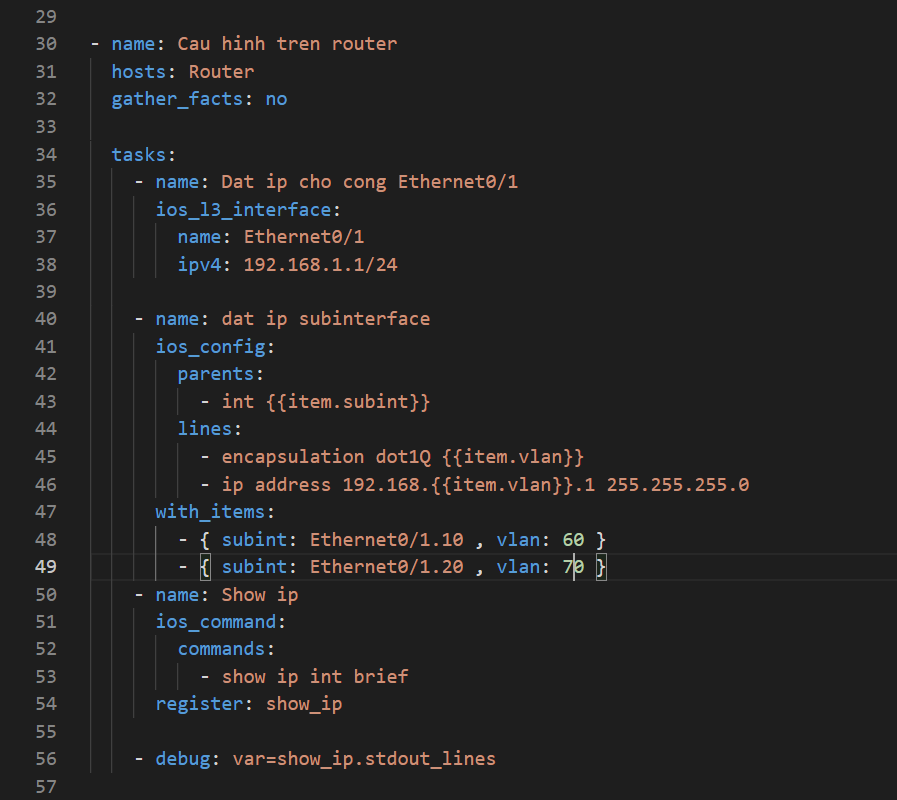 29
30 - name: Cau hinh tren router
31   hosts: Router
32   gather_facts: no
33
34   tasks:
35     - name: Dat ip cho cong Ethernet0/1
36       ios_l3_interface:
37         name: Ethernet0/1
38         ipv4: 192.168.1.1/24
39
40     - name: dat ip subinterface
41       ios_config:
42         parents:
43           - int {{item.subint}}
44         lines:
45           - encapsulation dot1Q {{item.vlan}}
46           - ip address 192.168.{{item.vlan}}.1 255.255.255.0
47       with_items:
48         - { subint: Ethernet0/1.10 , vlan: 60 }
49         - { subint: Ethernet0/1.20 , vlan: 70 }
50     - name: Show ip
51       ios_command:
52         commands:
53           - show ip int brief
54       register: show_ip
55
56     - debug: var=show_ip.stdout_lines
57